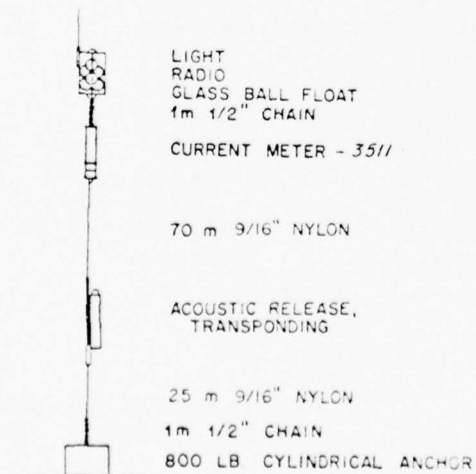 LIGHT
RADIO
GLASS BALL FLOAT
1m 1/2" CHAIN
CURRENT METER - 3511
70 m 9/16" NYLON
ACOUSTIC RELEASE,
TRANSPONDING
25 m 9/16" NYLON
1m 1/2" CHAIN
800 LB. CYLINDRICAL ANCHOR